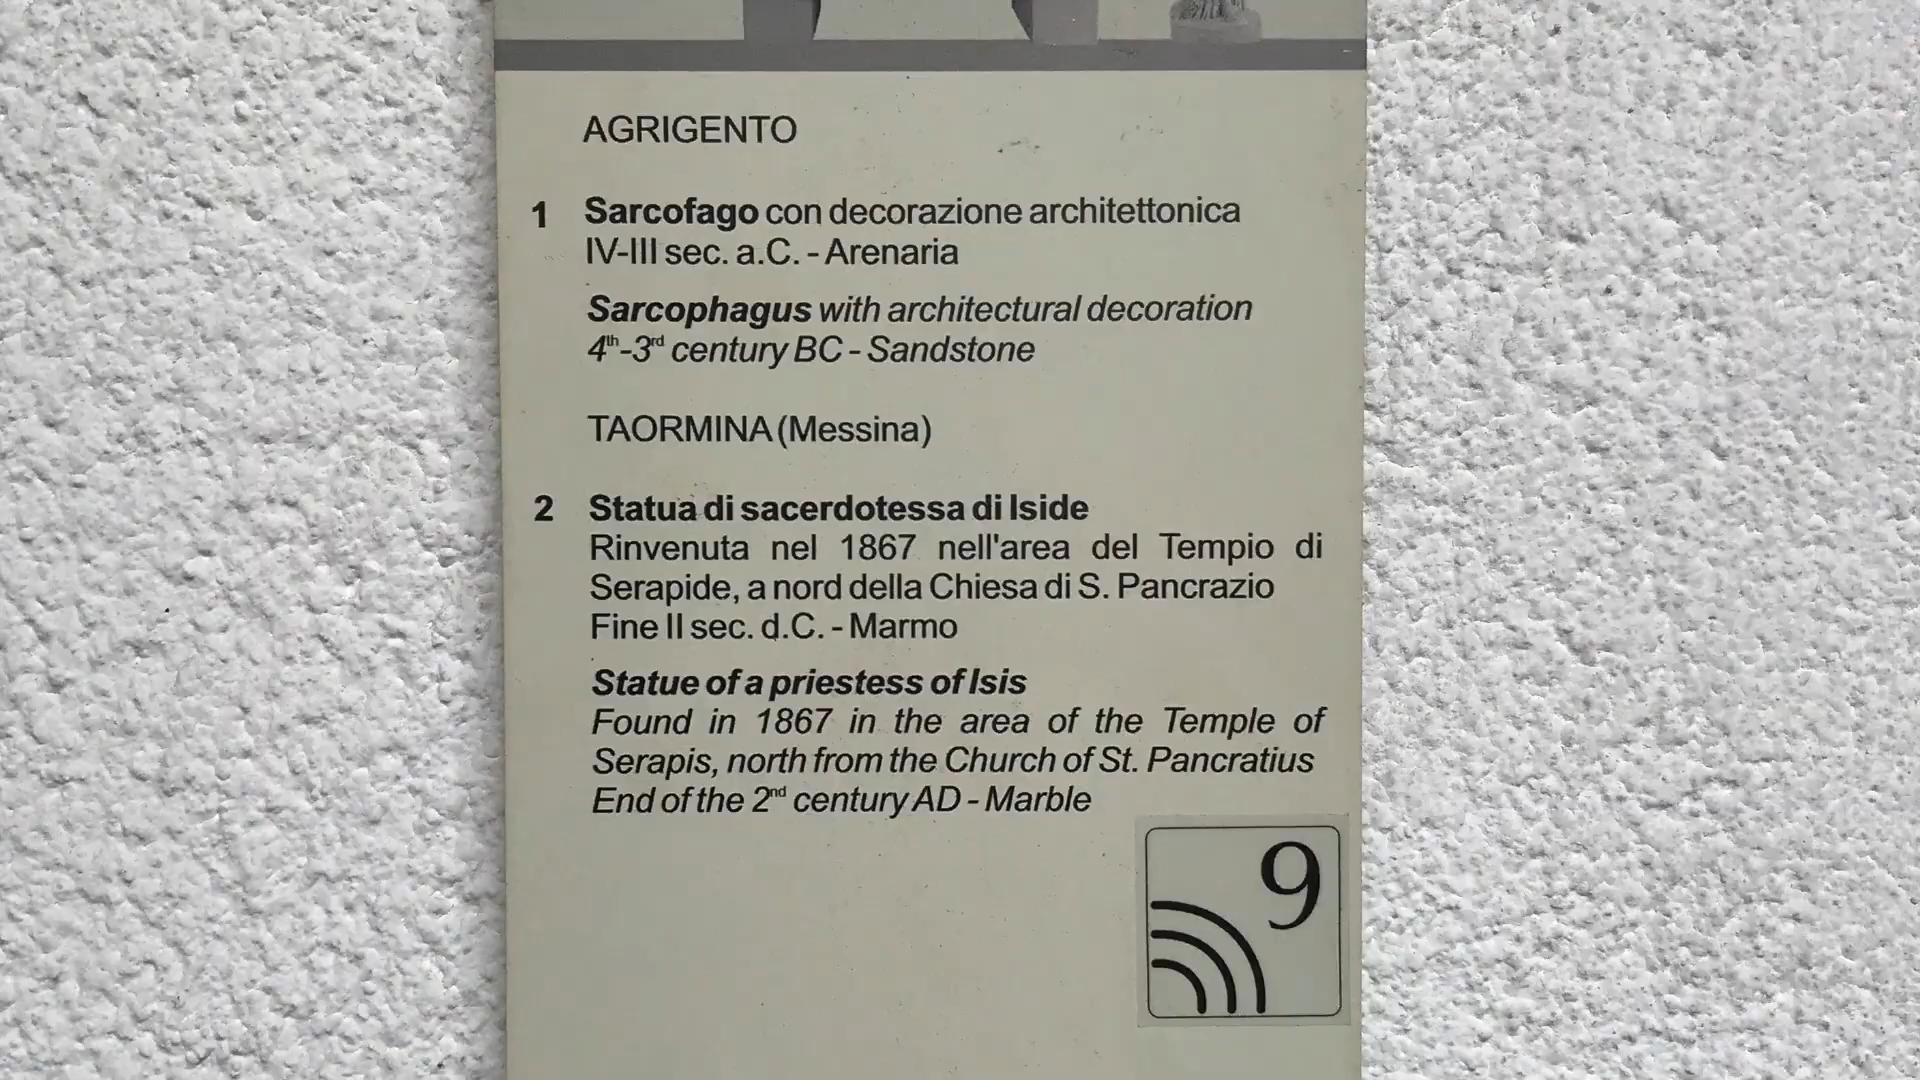 AGRIGENTO
1 Sarcofago con decorazione architettonica
IV-III sec. a.C. - Arenaria
Sarcophagus with architectural decoration
4th-3rd century BC - Sandstone
TAORMINA (Messina)
2 Statua di sacerdotessa di Iside
Rinvenuta nel 1867 nell'area del Tempio di
Serapide, a nord della Chiesa di S. Pancrazio
Fine II sec. d.C. - Marmo
Statue of a priestess of Isis
Found in 1867 in the area of the Temple of
Serapis, north from the Church of St. Pancratius
End of the 2nd century AD - Marble
9